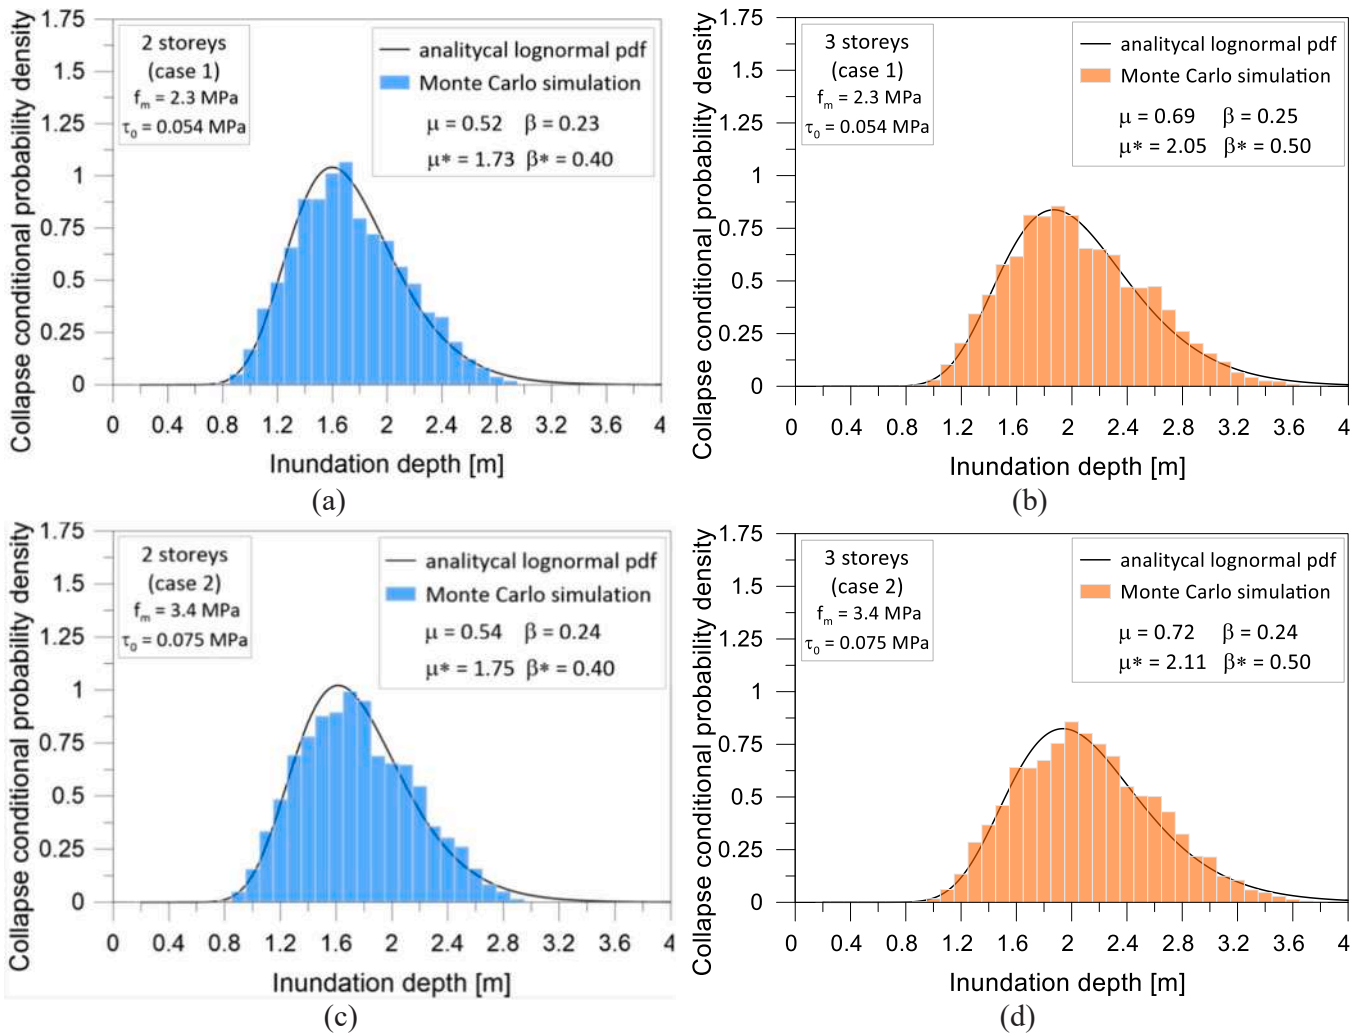 Collapse conditional probability density
1.75
1.5
1.25
1
0.75
0.5
0.25
0
2 storeys
(case 1)
fm = 2.3 MPa
τ0 = 0.054 MPa
analitycal lognormal pdf
Monte Carlo simulation
μ = 0.52 β = 0.23
μ* = 1.73 β* = 0.40
0 0.4 0.8 1.2 1.6 2 2.4 2.8 3.2 3.6 4
Inundation depth [m]
(a)
Collapse conditional probability density
1.75
1.5
1.25
1
0.75
0.5
0.25
0
3 storeys
(case 1)
fm = 2.3 MPa
τ0 = 0.054 MPa
analitycal lognormal pdf
Monte Carlo simulation
μ = 0.69 β = 0.25
μ* = 2.05 β* = 0.50
0 0.4 0.8 1.2 1.6 2 2.4 2.8 3.2 3.6 4
Inundation depth [m]
(b)
Collapse conditional probability density
1.75
1.5
1.25
1
0.75
0.5
0.25
0
2 storeys
(case 2)
fm = 3.4 MPa
τ0 = 0.075 MPa
analitycal lognormal pdf
Monte Carlo simulation
μ = 0.54 β = 0.24
μ* = 1.75 β* = 0.40
0 0.4 0.8 1.2 1.6 2 2.4 2.8 3.2 3.6 4
Inundation depth [m]
(c)
Collapse conditional probability density
1.75
1.5
1.25
1
0.75
0.5
0.25
0
3 storeys
(case 2)
fm = 3.4 MPa
τ0 = 0.075 MPa
analitycal lognormal pdf
Monte Carlo simulation
μ = 0.72 β = 0.24
μ* = 2.11 β* = 0.50
0 0.4 0.8 1.2 1.6 2 2.4 2.8 3.2 3.6 4
Inundation depth [m]
(d)